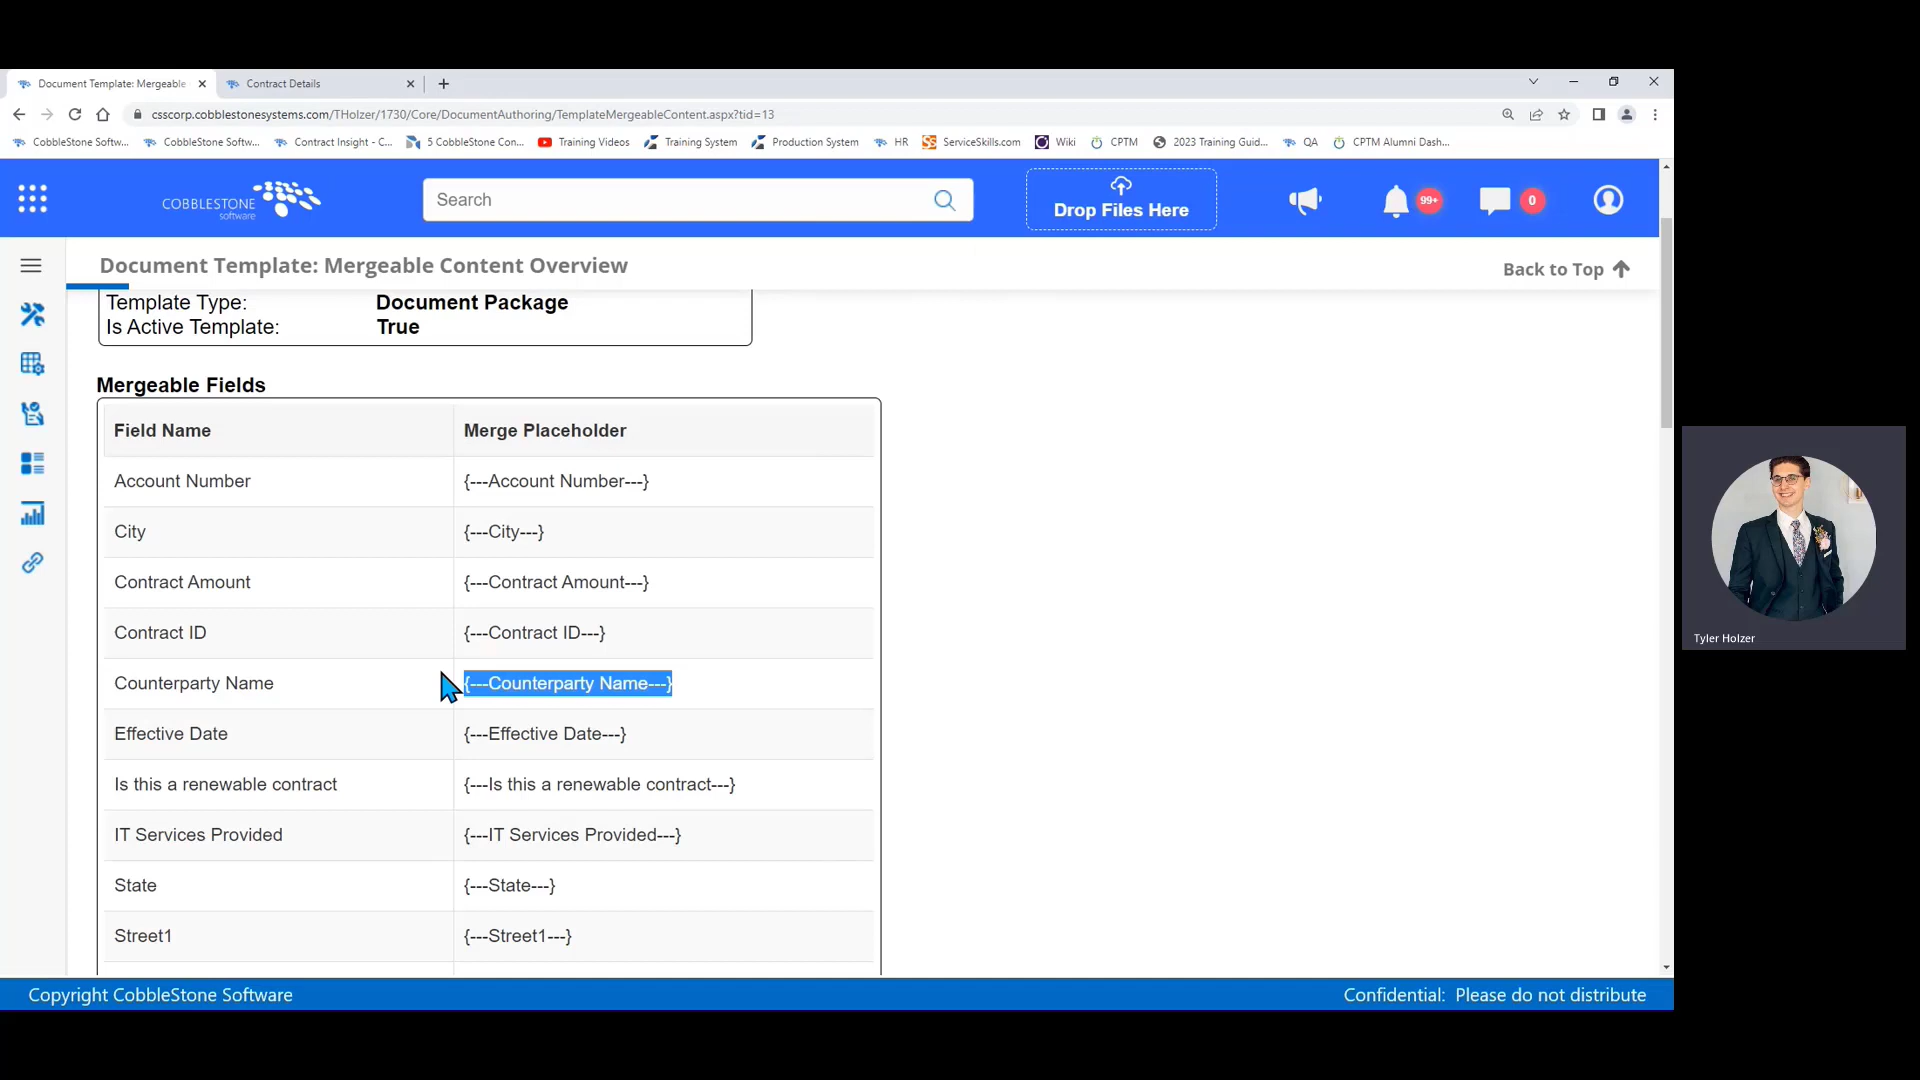 Document Template: Mergeable
Contract Details
csscorp.cobblestonesystems.com/THolzer/1730/Core/DocumentAuthoring/TemplateMergeableContent.aspx?tid=13
CobbleStone Softw...
CobbleStone Softw...
Contract Insight - C...
5 CobbleStone Con...
Training Videos
Training System
Production System
HR
ServiceSkills.com
Wiki
CPTM
2023 Training Guid...
QA
CPTM Alumni Dash...
COBBLESTONE
software
Search
Drop Files Here
99+
0
Document Template: Mergeable Content Overview
Back to Top
Template Type: Document Package
Is Active Template: True
Mergeable Fields
Field Name Merge Placeholder
Account Number {---Account Number---}
City {---City---}
Contract Amount {---Contract Amount---}
Contract ID {---Contract ID---}
Counterparty Name {---Counterparty Name---}
Effective Date {---Effective Date---}
Is this a renewable contract {---Is this a renewable contract---}
IT Services Provided {---IT Services Provided---}
State {---State---}
Street1 {---Street1---}
Tyler Holzer
Copyright CobbleStone Software
Confidential: Please do not distribute